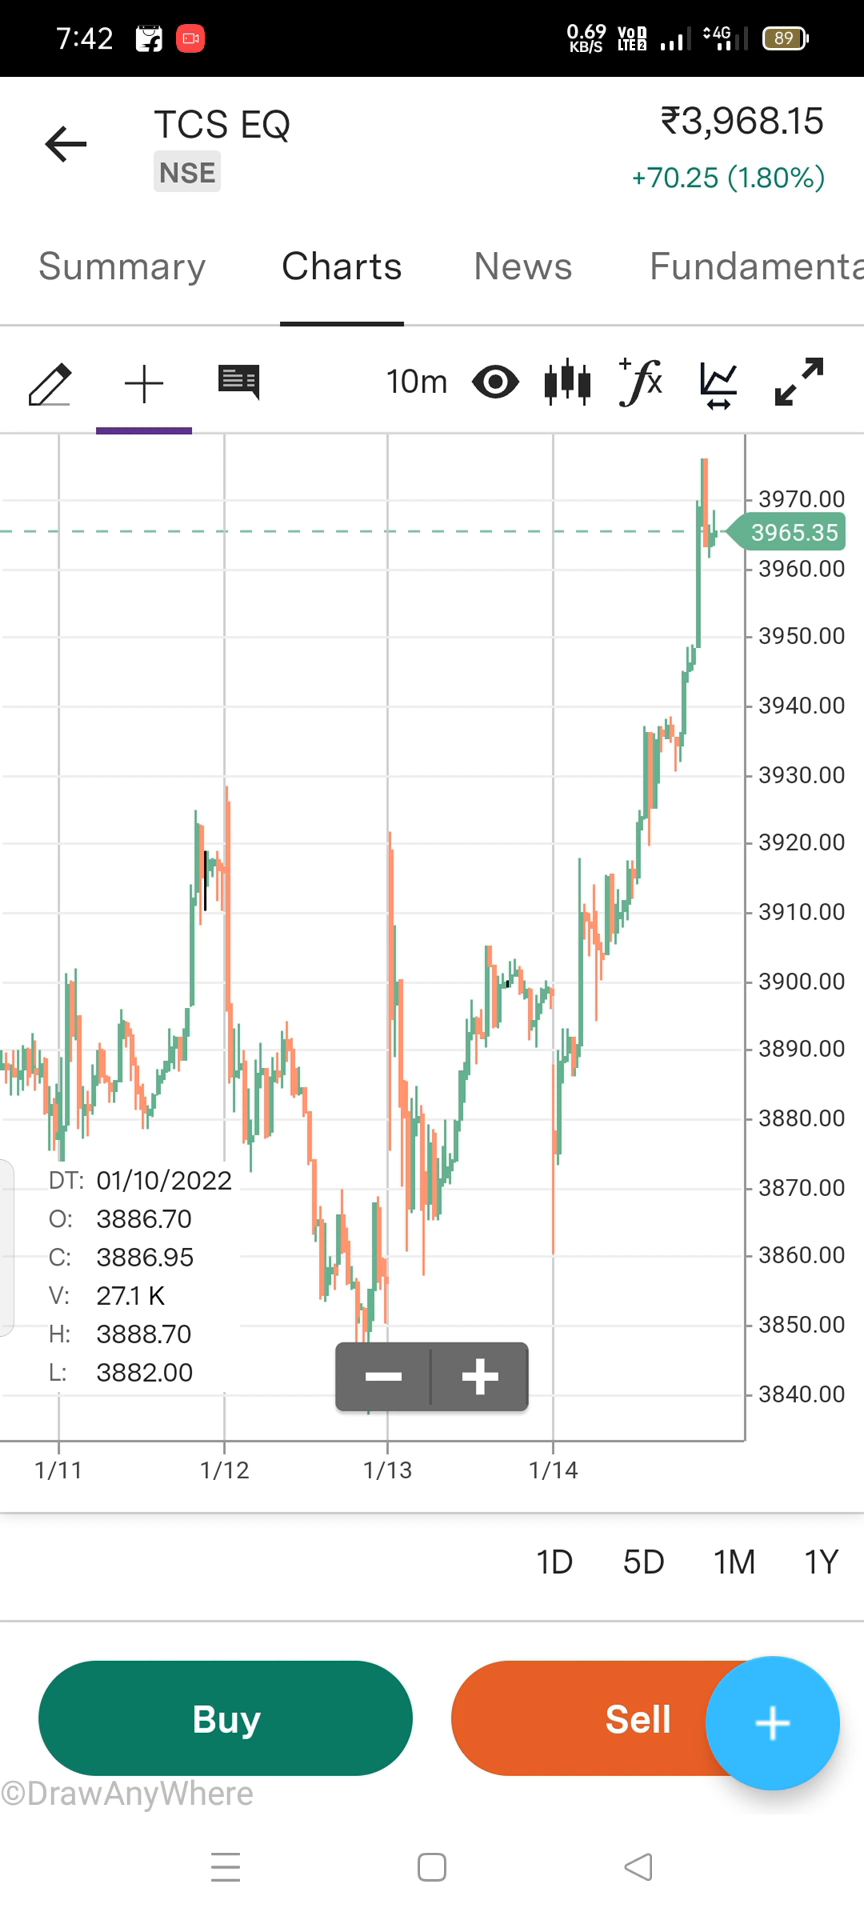 7:42 0.69 KB/S VoD LTE2 4G 89
TCS EQ ₹3,968.15
NSE +70.25 (1.80%)
Summary Charts News Fundamenta
10m +fx
3970.00
3965.35
3960.00
3950.00
3940.00
3930.00
3920.00
3910.00
3900.00
3890.00
3880.00
3870.00
3860.00
3850.00
3840.00
DT: 01/10/2022
O: 3886.70
C: 3886.95
V: 27.1 K
H: 3888.70
L: 3882.00
1/11 1/12 1/13 1/14
1D 5D 1M 1Y
Buy Sell
©DrawAnyWhere